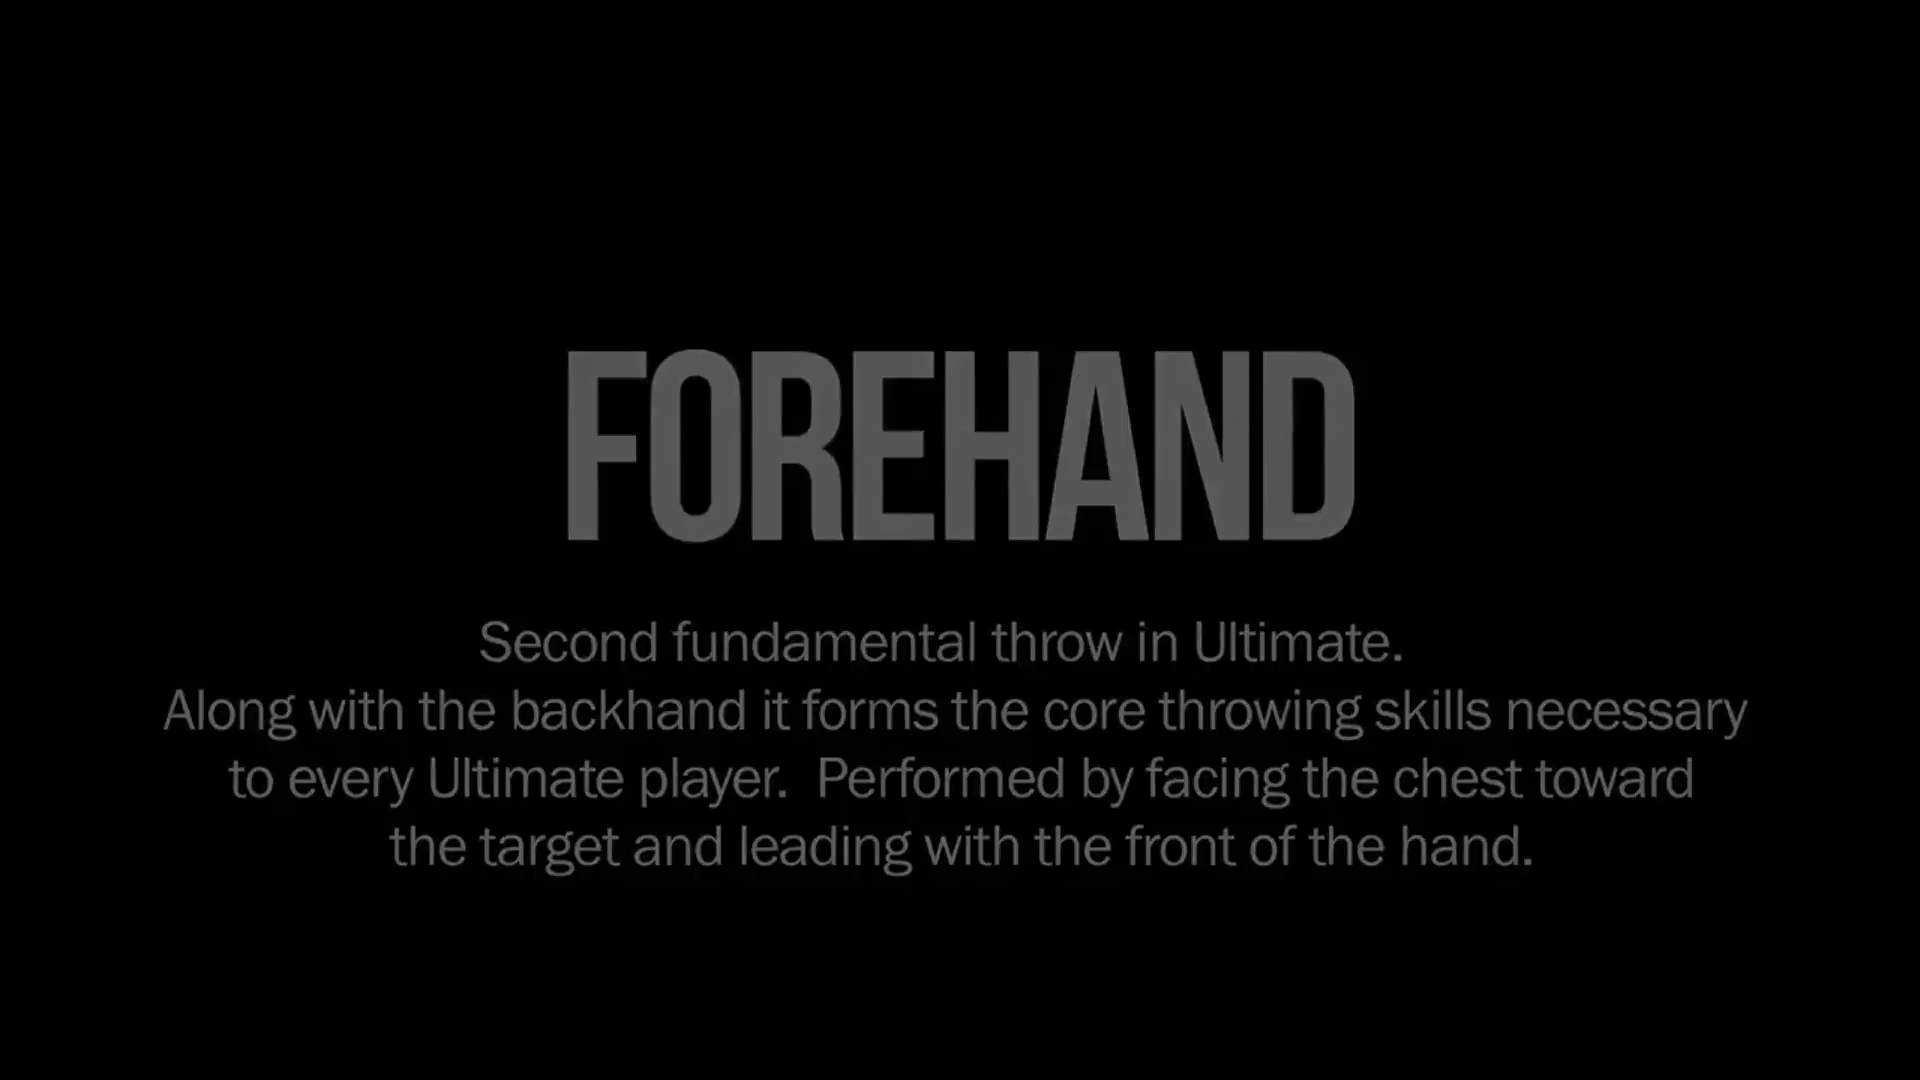 FOREHAND
Second fundamental throw in Ultimate.
Along with the backhand it forms the core throwing skills necessary
to every Ultimate player.  Performed by facing the chest toward
the target and leading with the front of the hand.